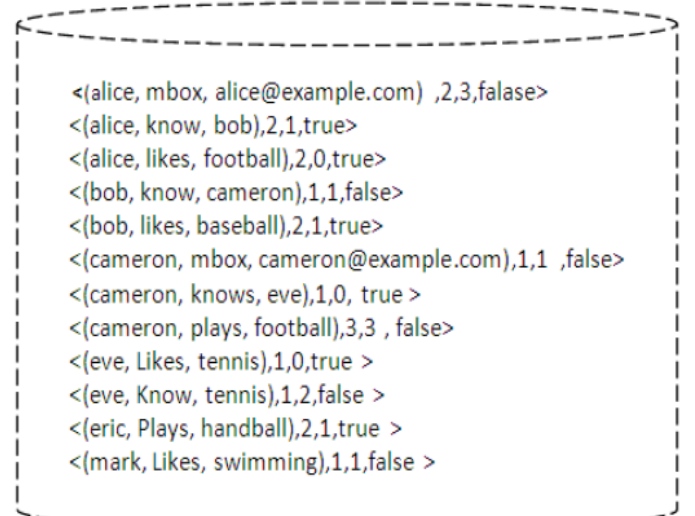 <(alice, mbox, alice@example.com) ,2,3,falase>
<(alice, know, bob),2,1,true>
<(alice, likes, football),2,0,true>
<(bob, know, cameron),1,1,false>
<(bob, likes, baseball),2,1,true>
<(cameron, mbox, cameron@example.com),1,1 ,false>
<(cameron, knows, eve),1,0, true >
<(cameron, plays, football),3,3 , false>
<(eve, Likes, tennis),1,0,true >
<(eve, Know, tennis),1,2,false >
<(eric, Plays, handball),2,1,true >
<(mark, Likes, swimming),1,1,false >